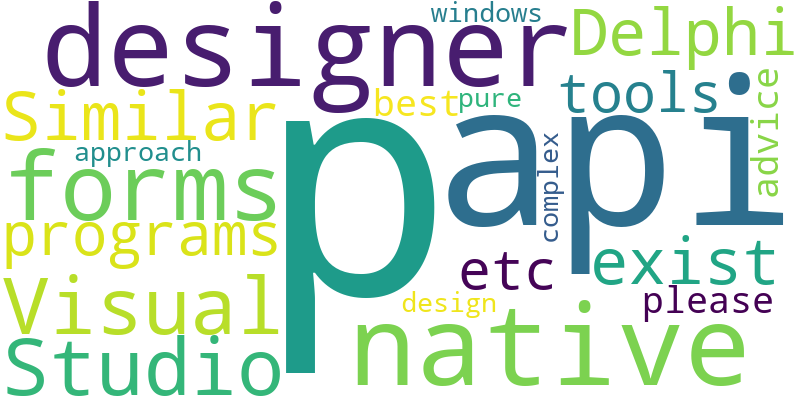 windows
designer
Delphi
Similar
best
pure
tools
advice
approach
p
api
complex
forms
programs
etc
exist
please
Visual
design
native
Studio